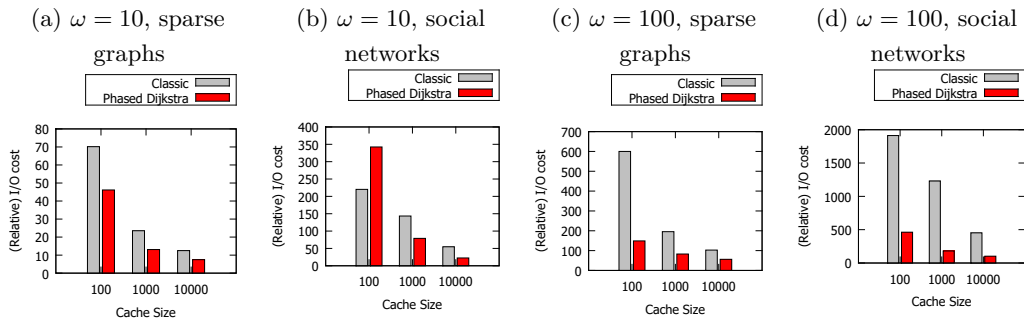 (a) ω = 10, sparse
graphs
Classic
Phased Dijkstra
(Relative) I/O cost
80
70
60
50
40
30
20
10
0
100 1000 10000
Cache Size
(b) ω = 10, social
networks
Classic
Phased Dijkstra
(Relative) I/O cost
400
350
300
250
200
150
100
50
0
100 1000 10000
Cache Size
(c) ω = 100, sparse
graphs
Classic
Phased Dijkstra
(Relative) I/O cost
700
600
500
400
300
200
100
0
100 1000 10000
Cache Size
(d) ω = 100, social
networks
Classic
Phased Dijkstra
(Relative) I/O cost
2000
1500
1000
500
0
100 1000 10000
Cache Size